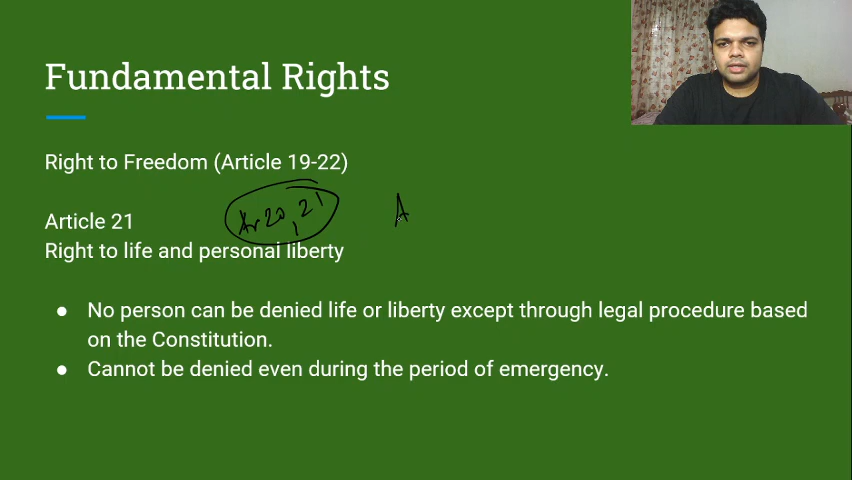 Fundamental Rights
Right to Freedom (Article 19-22)
Ar 20, 21
A
Article 21
Right to life and personal liberty
● No person can be denied life or liberty except through legal procedure based
on the Constitution.
● Cannot be denied even during the period of emergency.